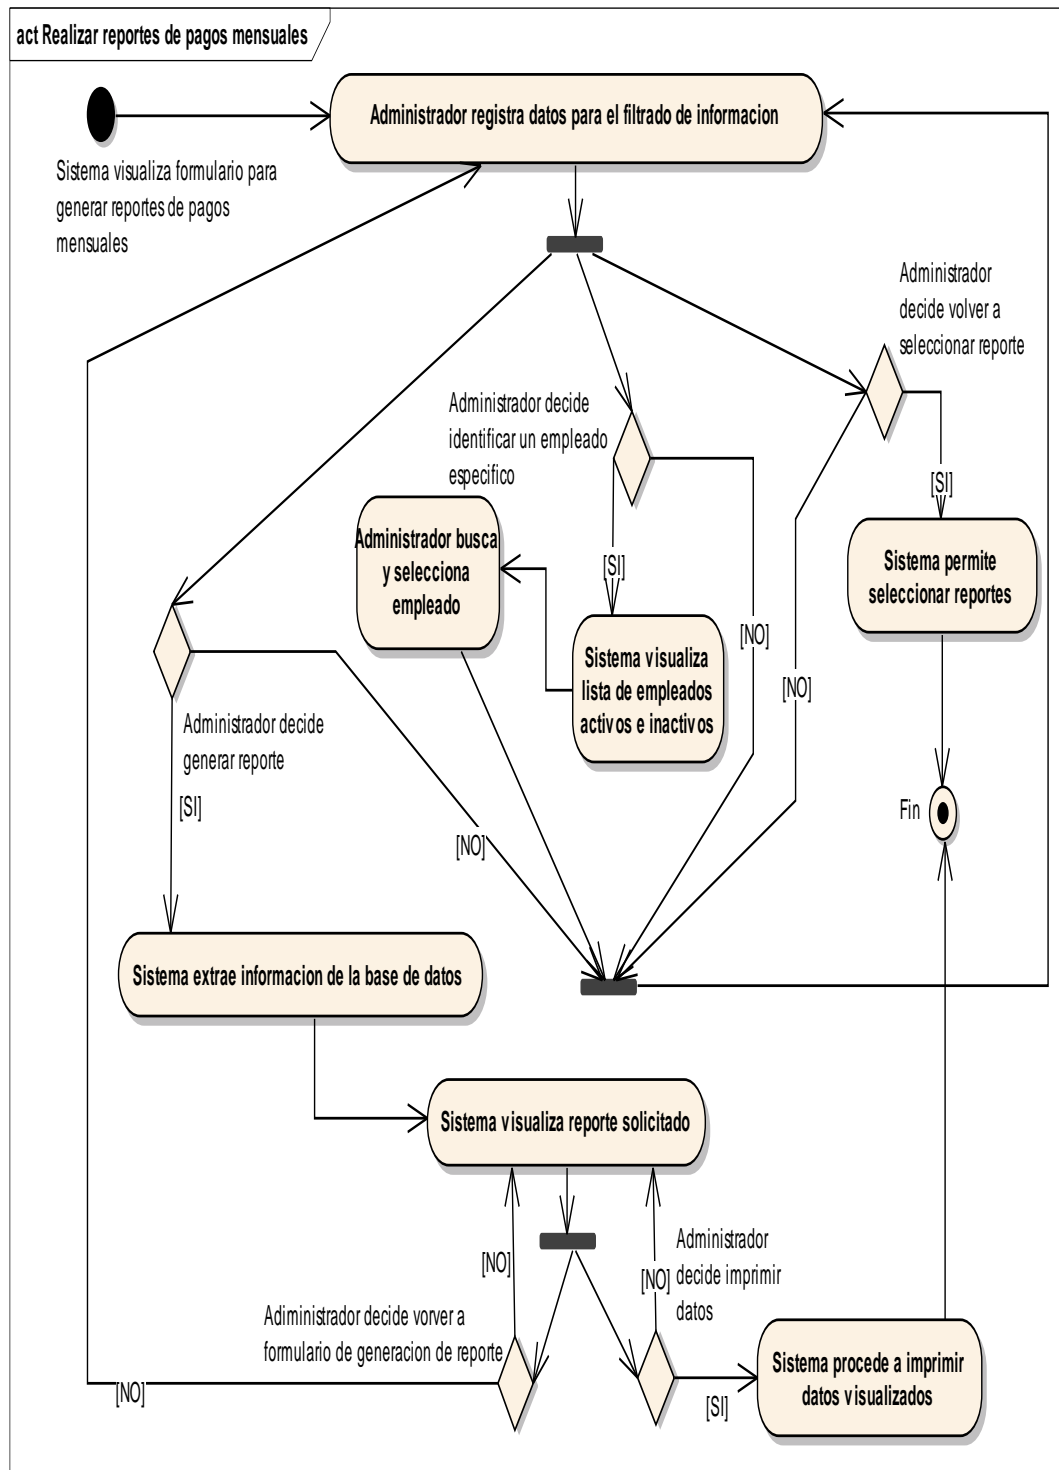 act Realizar reportes de pagos mensuales
Administrador registra datos para el filtrado de informacion
Sistema visualiza formulario para
generar reportes de pagos
mensuales
Administrador
decide volver a
seleccionar reporte
Administrador decide
identificar un empleado
especifico
[SI]
Administrador busca
y selecciona
empleado
[SI]
Sistema permite
seleccionar reportes
[NO]
Sistema visualiza
lista de empleados
activos e inactivos
[NO]
Administrador decide
generar reporte
[SI]
Fin
[NO]
Sistema extrae informacion de la base de datos
Sistema visualiza reporte solicitado
Administrador
decide imprimir
datos
[NO]
[NO]
Adiministrador decide vorver a
formulario de generacion de reporte
Sistema procede a imprimir
datos visualizados
[NO]
[SI]